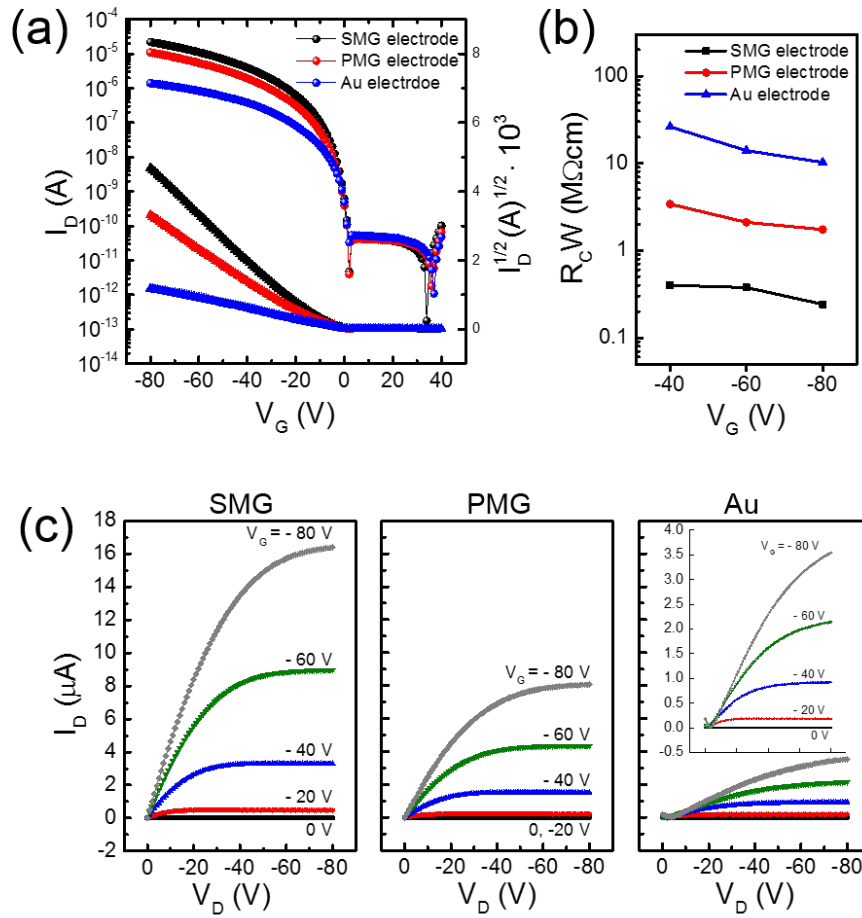 (a)
SMG electrode
PMG electrode
Au electrdoe
10⁻⁴
10⁻⁵
10⁻⁶
10⁻⁷
10⁻⁸
10⁻⁹
10⁻¹⁰
10⁻¹¹
10⁻¹²
10⁻¹³
10⁻¹⁴
I_D (A)
8
6
4
2
0
I_D^1/2 (A)^1/2 · 10³
-80 -60 -40 -20 0 20 40
V_G (V)
(b)
SMG electrode
PMG electrode
Au electrode
100
10
1
0.1
R_CW (MΩcm)
-40 -60 -80
V_G (V)
(c)
SMG
18
16
14
12
10
8
6
4
2
0
-2
I_D (µA)
V_G = - 80 V
- 60 V
- 40 V
- 20 V
0 V
0 -20 -40 -60 -80
V_D (V)
PMG
V_G = - 80 V
- 60 V
- 40 V
0, -20 V
0 -20 -40 -60 -80
V_D (V)
Au
4.0
3.5
3.0
2.5
2.0
1.5
1.0
0.5
0.0
-0.5
V_G = - 80 V
- 60 V
- 40 V
- 20 V
0 V
0 -20 -40 -60 -80
V_D (V)